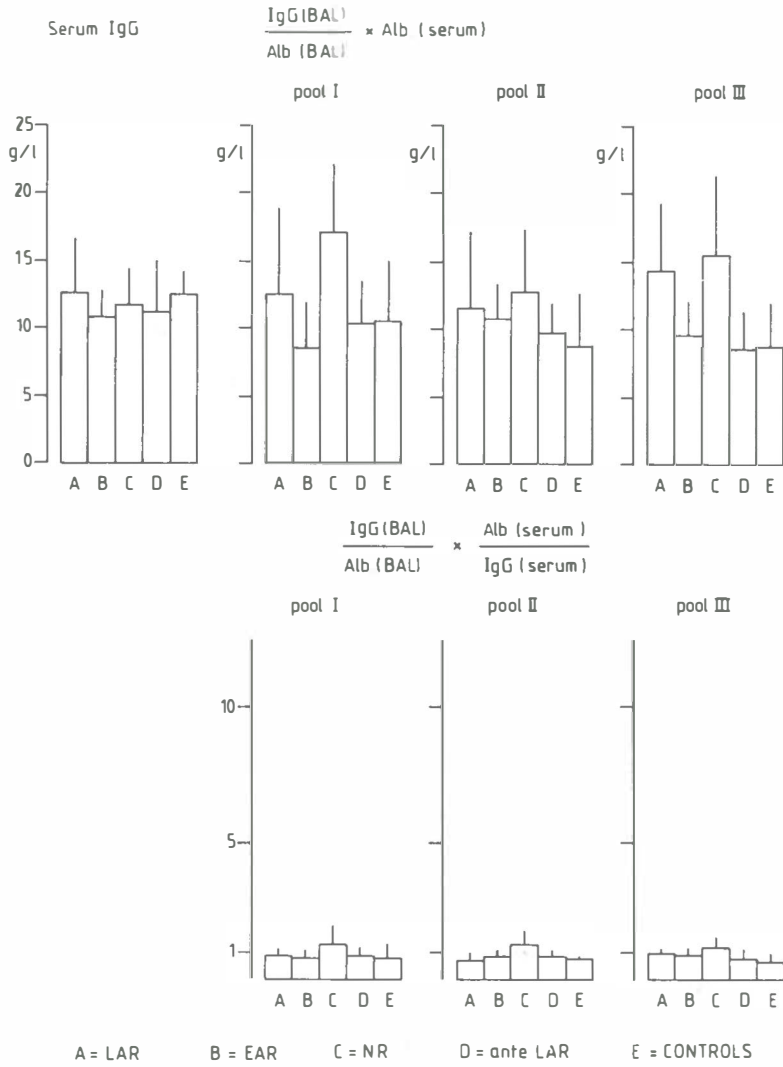 Serum IgG
IgG(BAL)
Alb (BAL)
× Alb (serum)
pool I
pool II
pool III
25
g/l
20
15
10
5
0
g/l
g/l
g/l
A B C D E
A B C D E
A B C D E
A B C D E
IgG(BAL)
Alb (BAL)
×
Alb (serum)
IgG (serum)
pool I
pool II
pool III
10
5
1
A B C D E
A B C D E
A B C D E
A = LAR B = EAR C = NR D = ante LAR E = CONTROLS